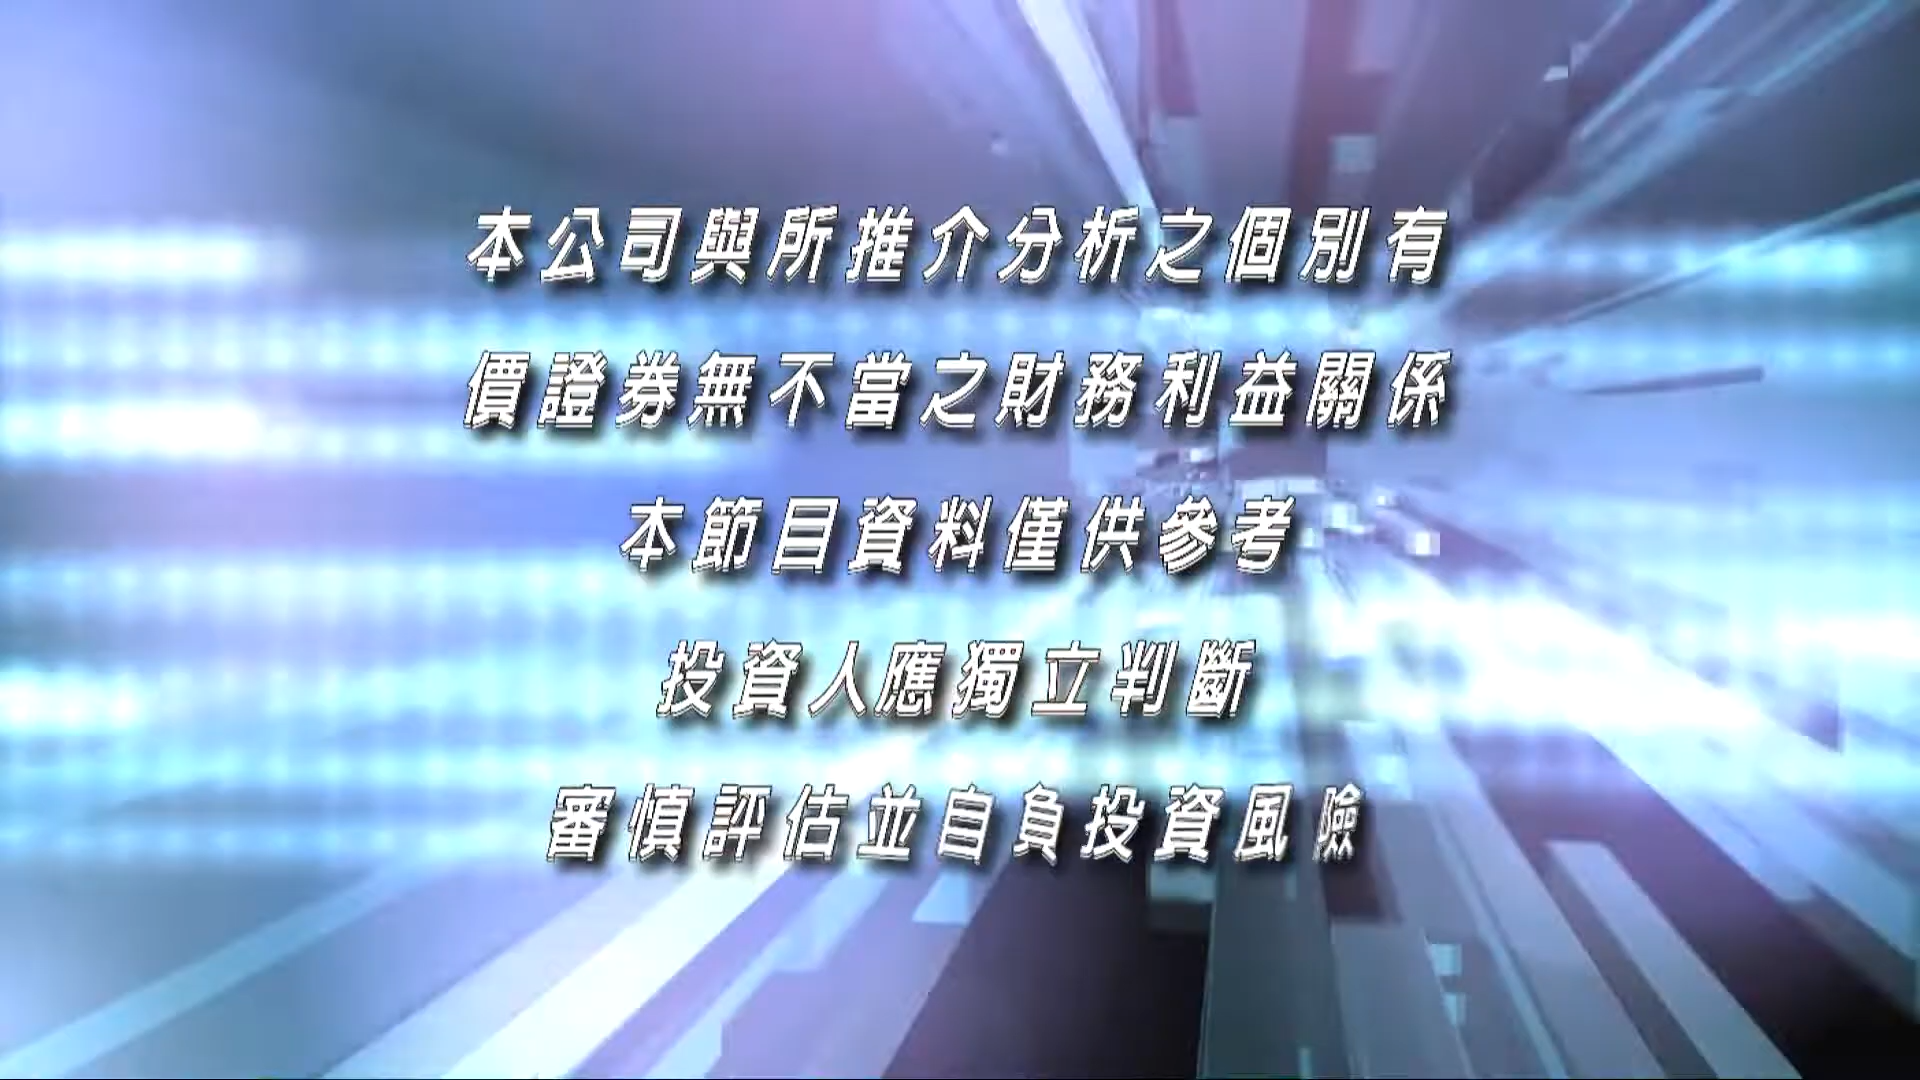 本公司與所推介分析之個別有
價證券無不當之財務利益關係
本節目資料僅供參考
投資人應獨立判斷
審慎評估並自負投資風險